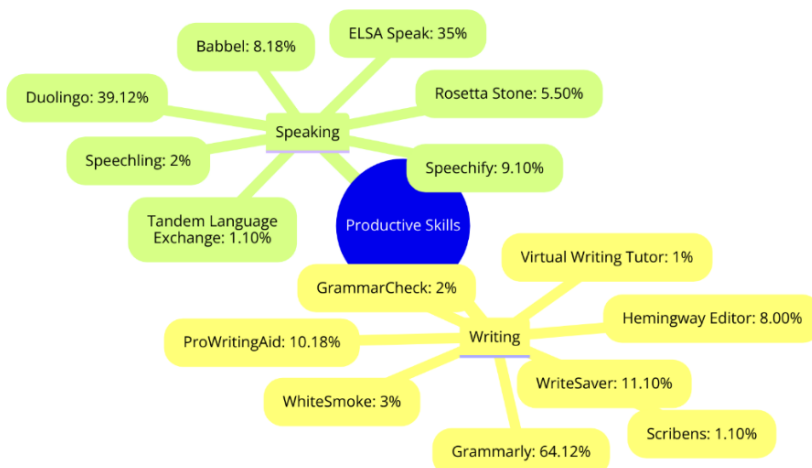 ELSA Speak: 35%
Babbel: 8.18%
Duolingo: 39.12%
Rosetta Stone: 5.50%
Speaking
Speechling: 2%
Speechify: 9.10%
Tandem Language
Exchange: 1.10%
Productive Skills
Virtual Writing Tutor: 1%
GrammarCheck: 2%
Hemingway Editor: 8.00%
ProWritingAid: 10.18%
Writing
WriteSaver: 11.10%
WhiteSmoke: 3%
Scribens: 1.10%
Grammarly: 64.12%